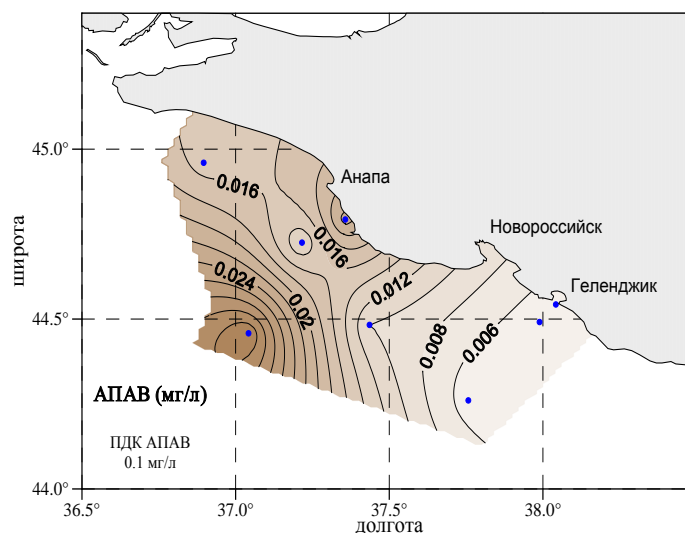 45.0°
44.5°
44.0°
36.5°
37.0°
37.5°
38.0°
широта
долгота
Анапа
Новороссийск
Геленджик
0.016
0.016
0.012
0.024
0.02
0.008
0.006
АПАВ (мг/л)
ПДК АПАВ
0.1 мг/л